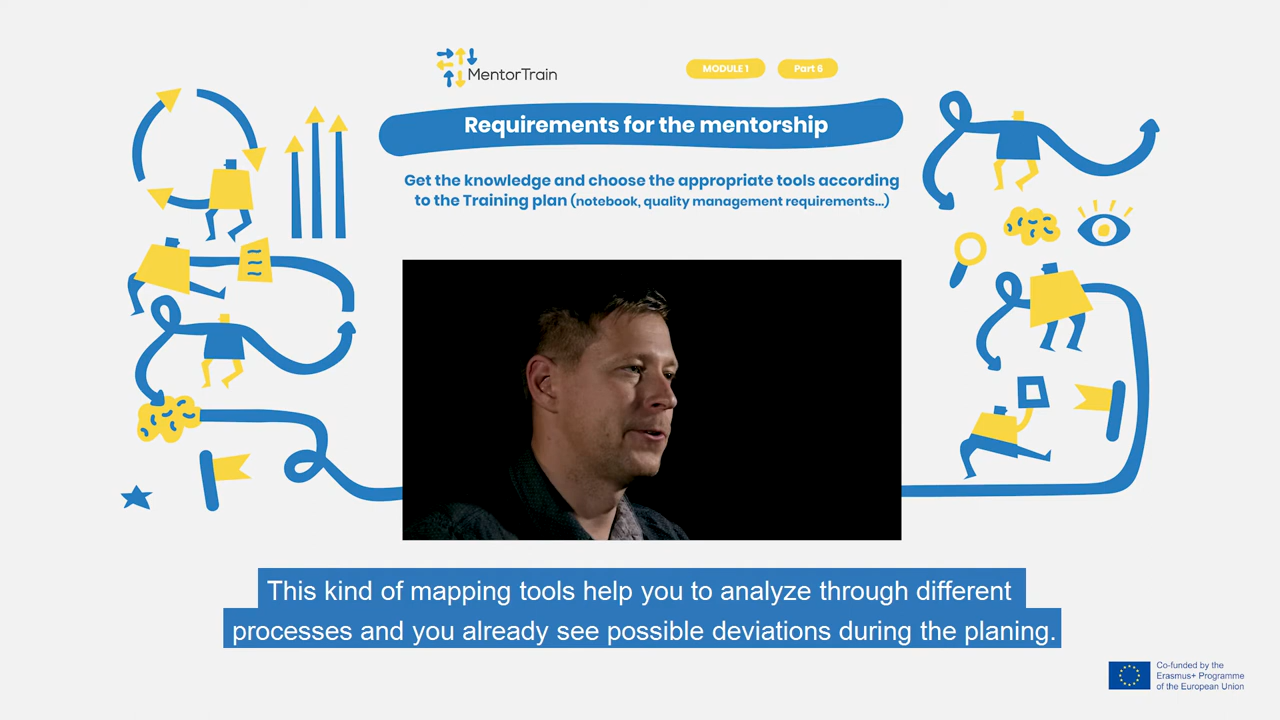 MentorTrain
MODULE 1
Part 6
Requirements for the mentorship
Get the knowledge and choose the appropriate tools according
to the Training plan (notebook, quality management requirements...)
This kind of mapping tools help you to analyze through different
processes and you already see possible deviations during the planing.
Co-funded by the
Erasmus+ Programme
of the European Union